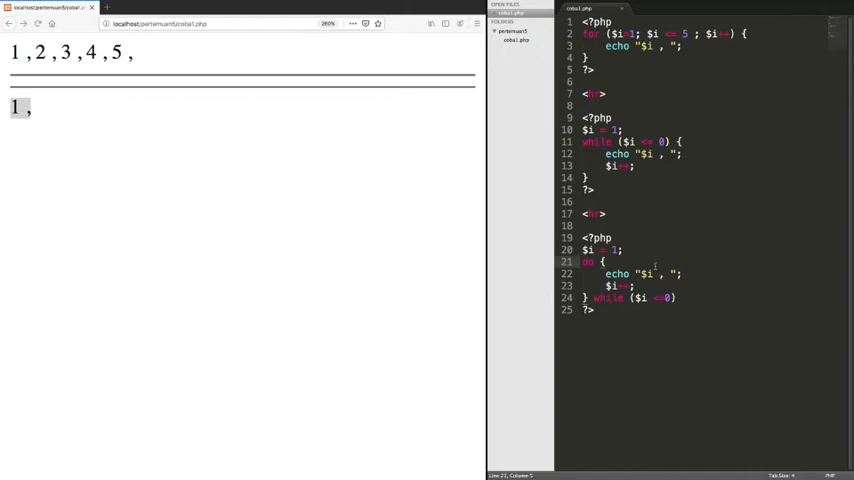 localhost/pertemuan5/coba1.ph
localhost/pertemuan5/coba1.php
260%
1 , 2 , 3 , 4 , 5 ,
1 ,
OPEN FILES
coba1.php
FOLDERS
pertemuan5
coba1.php
coba1.php
1 <?php
2 for ($i=1; $i <= 5 ; $i++) {
3 echo "$i , ";
4 }
5 ?>
6
7 <hr>
8
9 <?php
10 $i = 1;
11 while ($i <= 0) {
12 echo "$i , ";
13 $i++;
14 }
15 ?>
16
17 <hr>
18
19 <?php
20 $i = 1;
21 do {
22 echo "$i , ";
23 $i++;
24 } while ($i <=0)
25 ?>
Line 21, Column 5
Tab Size: 4
PHP